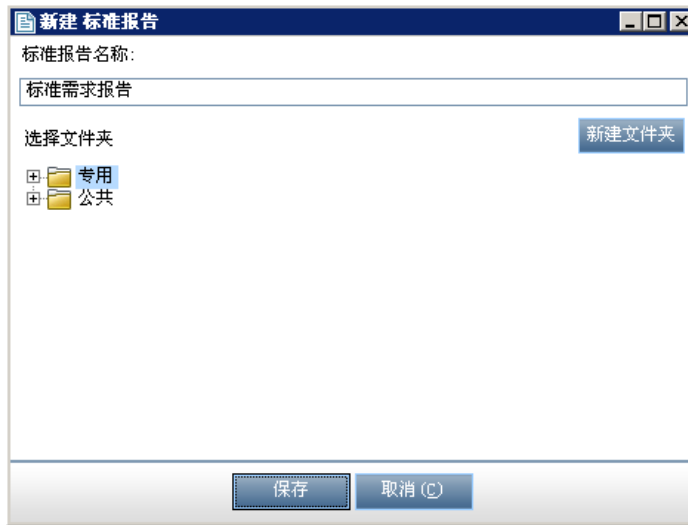 新建 标准报告
标准报告名称:
标准需求报告
选择文件夹
新建文件夹
专用
公共
保存
取消 (C)